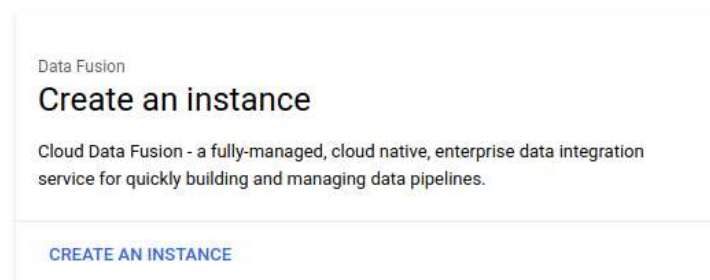 Data Fusion
Create an instance
Cloud Data Fusion - a fully-managed, cloud native, enterprise data integration
service for quickly building and managing data pipelines.
CREATE AN INSTANCE